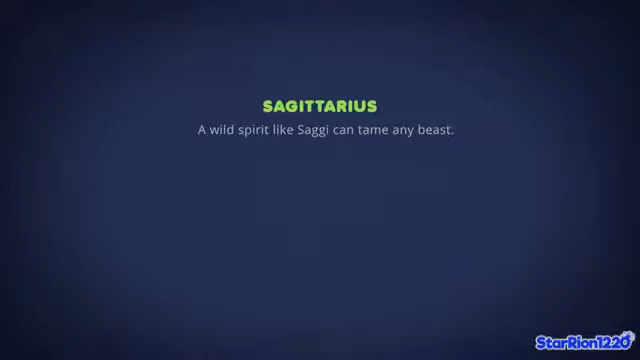 SAGITTARIUS
A wild spirit like Saggi can tame any beast.
StarRion1220